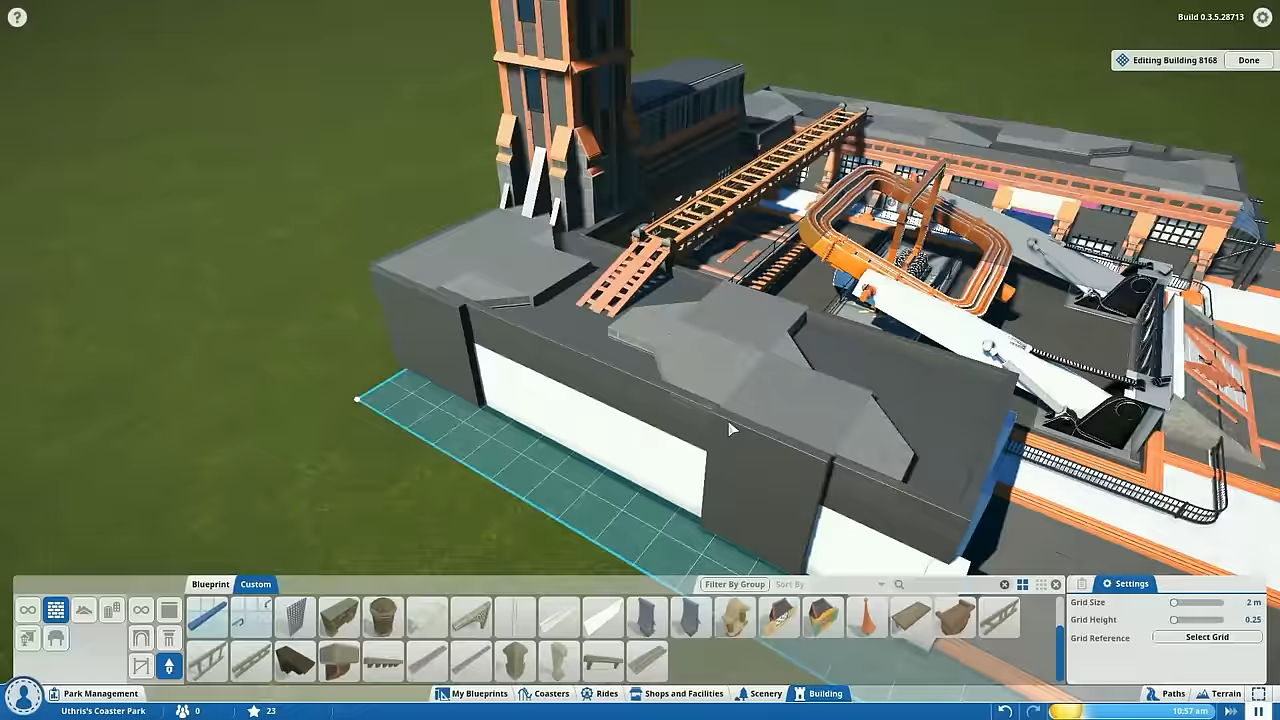 ?
Build 0.3.5.28713
Editing Building 8168
Done
Blueprint
Custom
Filter By Group
Sort By
Settings
Grid Size
2 m
Grid Height
0.25
Grid Reference
Select Grid
Park Management
My Blueprints
Coasters
Rides
Shops and Facilities
Scenery
Building
Paths
Terrain
Uthris's Coaster Park
0
23
10:57 am